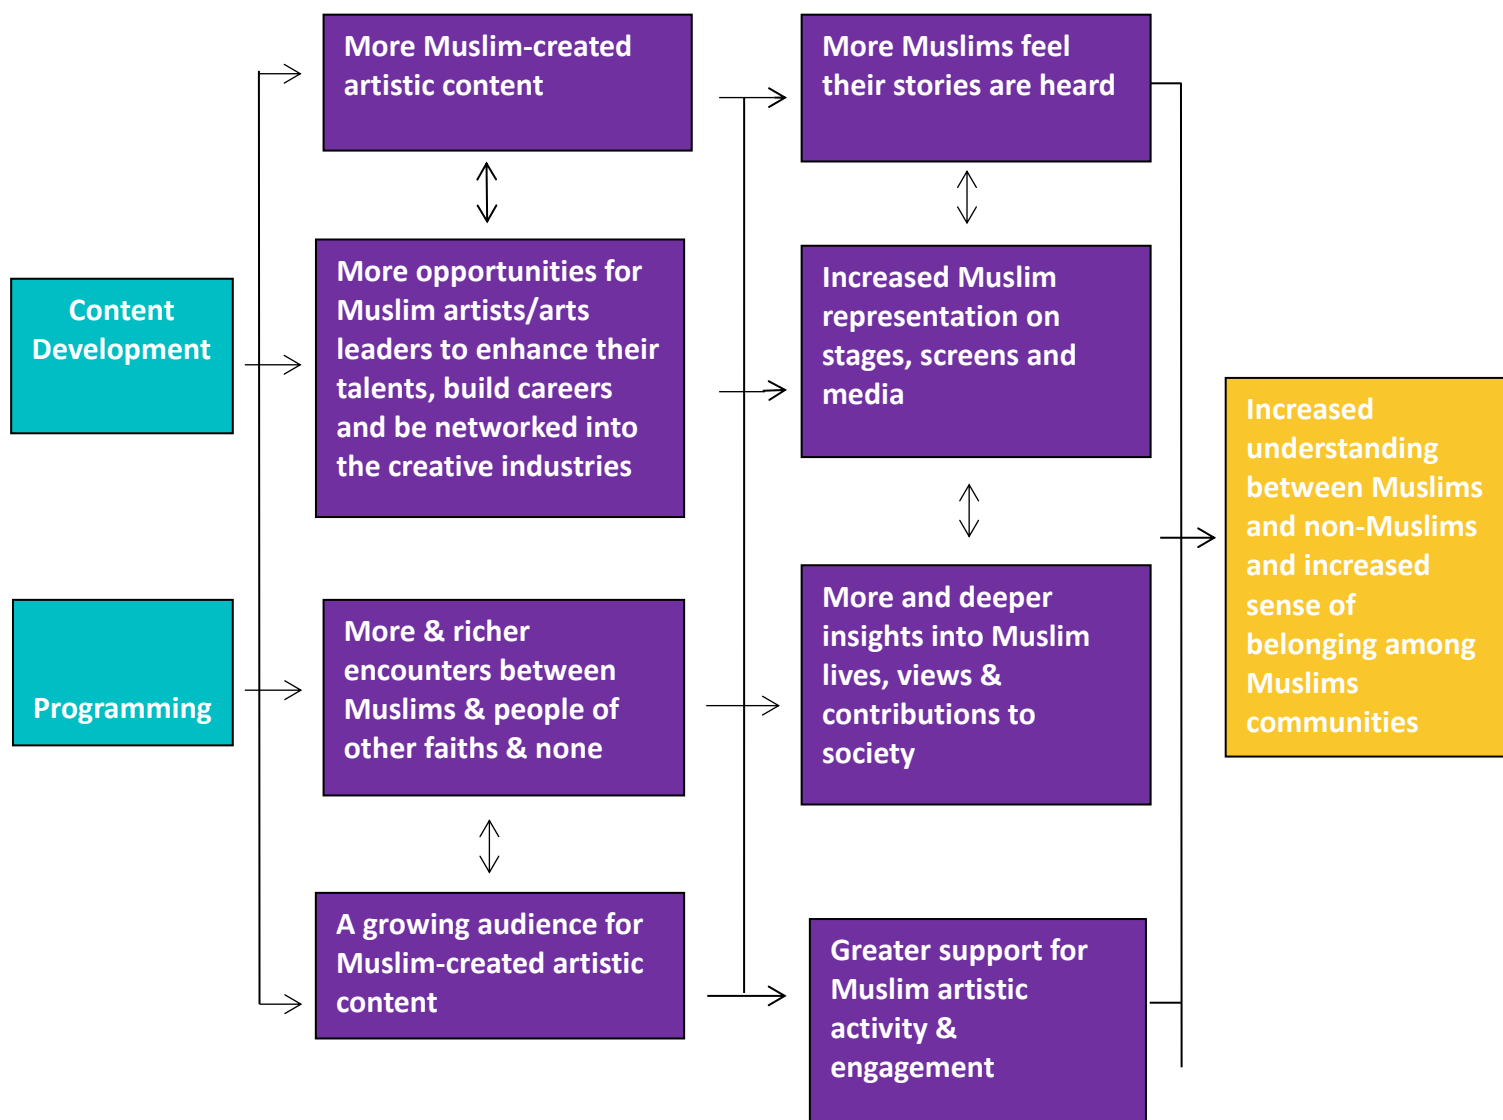 More Muslim-created
artistic content
More Muslims feel
their stories are heard
Content
Development
More opportunities for
Muslim artists/arts
leaders to enhance their
talents, build careers
and be networked into
the creative industries
Increased Muslim
representation on
stages, screens and
media
Increased
understanding
between Muslims
and non-Muslims
and increased
sense of
belonging among
Muslims
communities
Programming
More & richer
encounters between
Muslims & people of
other faiths & none
More and deeper
insights into Muslim
lives, views &
contributions to
society
A growing audience for
Muslim-created artistic
content
Greater support for
Muslim artistic
activity &
engagement